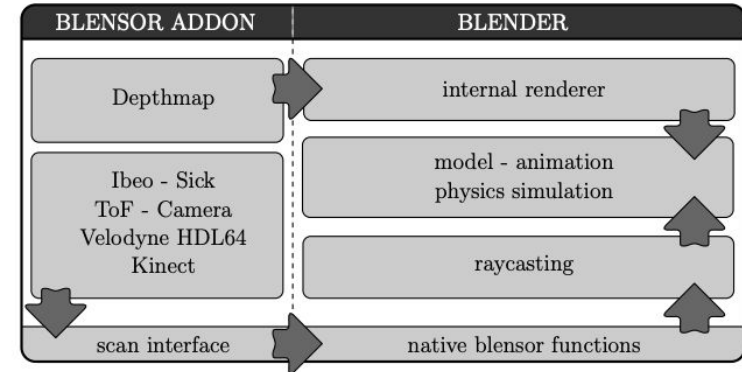 BLENSOR ADDON
BLENDER
Depthmap
internal renderer
Ibeo - Sick
ToF - Camera
Velodyne HDL64
Kinect
model - animation
physics simulation
raycasting
scan interface
native blensor functions